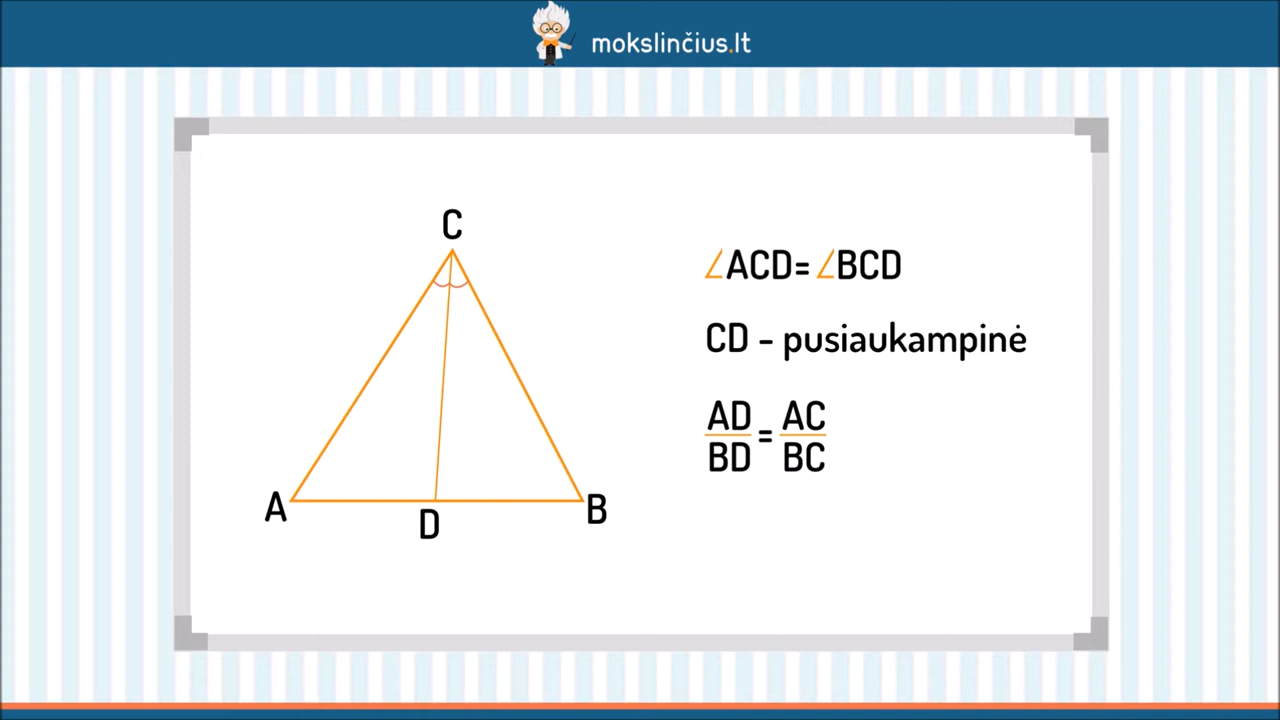 mokslinčius.lt
C
A
D
B
∠ACD=∠BCD
CD - pusiaukampinė
AD/BD = AC/BC